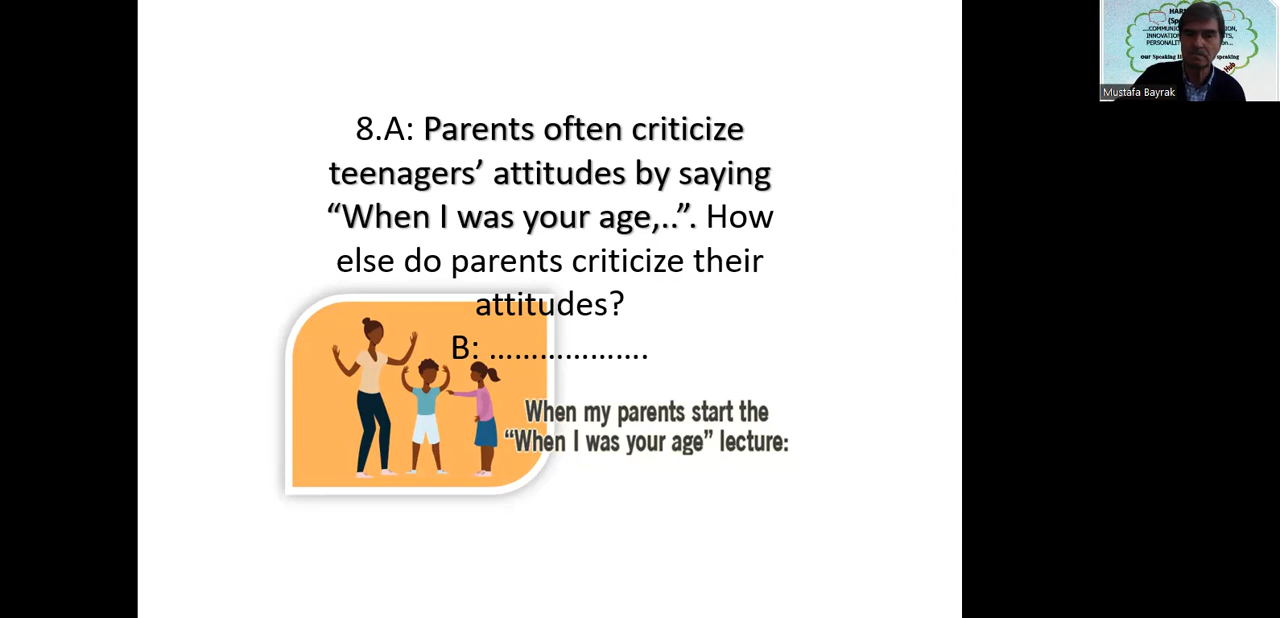 8.A: Parents often criticize
teenagers’ attitudes by saying
“When I was your age,..”. How
else do parents criticize their
attitudes?
B: ……………….
When my parents start the
“When I was your age” lecture:
Mustafa Bayrak